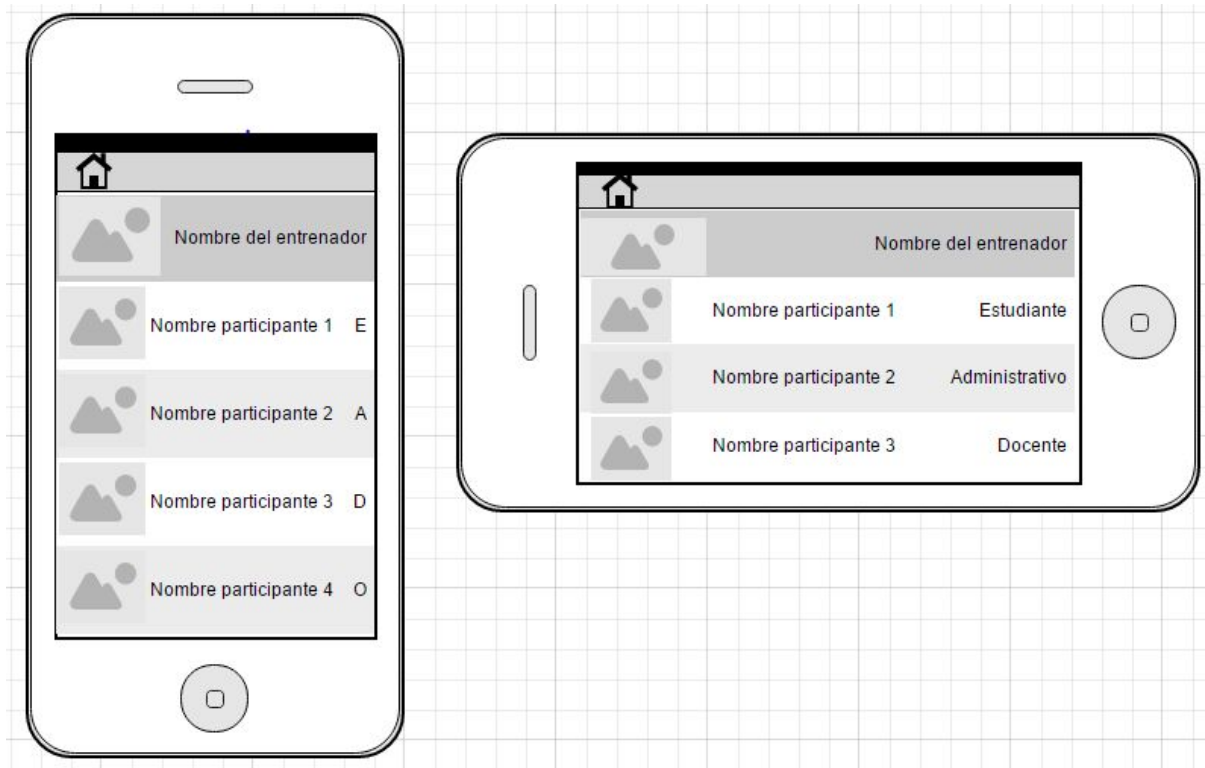 Nombre del entrenador
Nombre participante 1 E
Nombre participante 2 A
Nombre participante 3 D
Nombre participante 4 O
Nombre del entrenador
Nombre participante 1 Estudiante
Nombre participante 2 Administrativo
Nombre participante 3 Docente